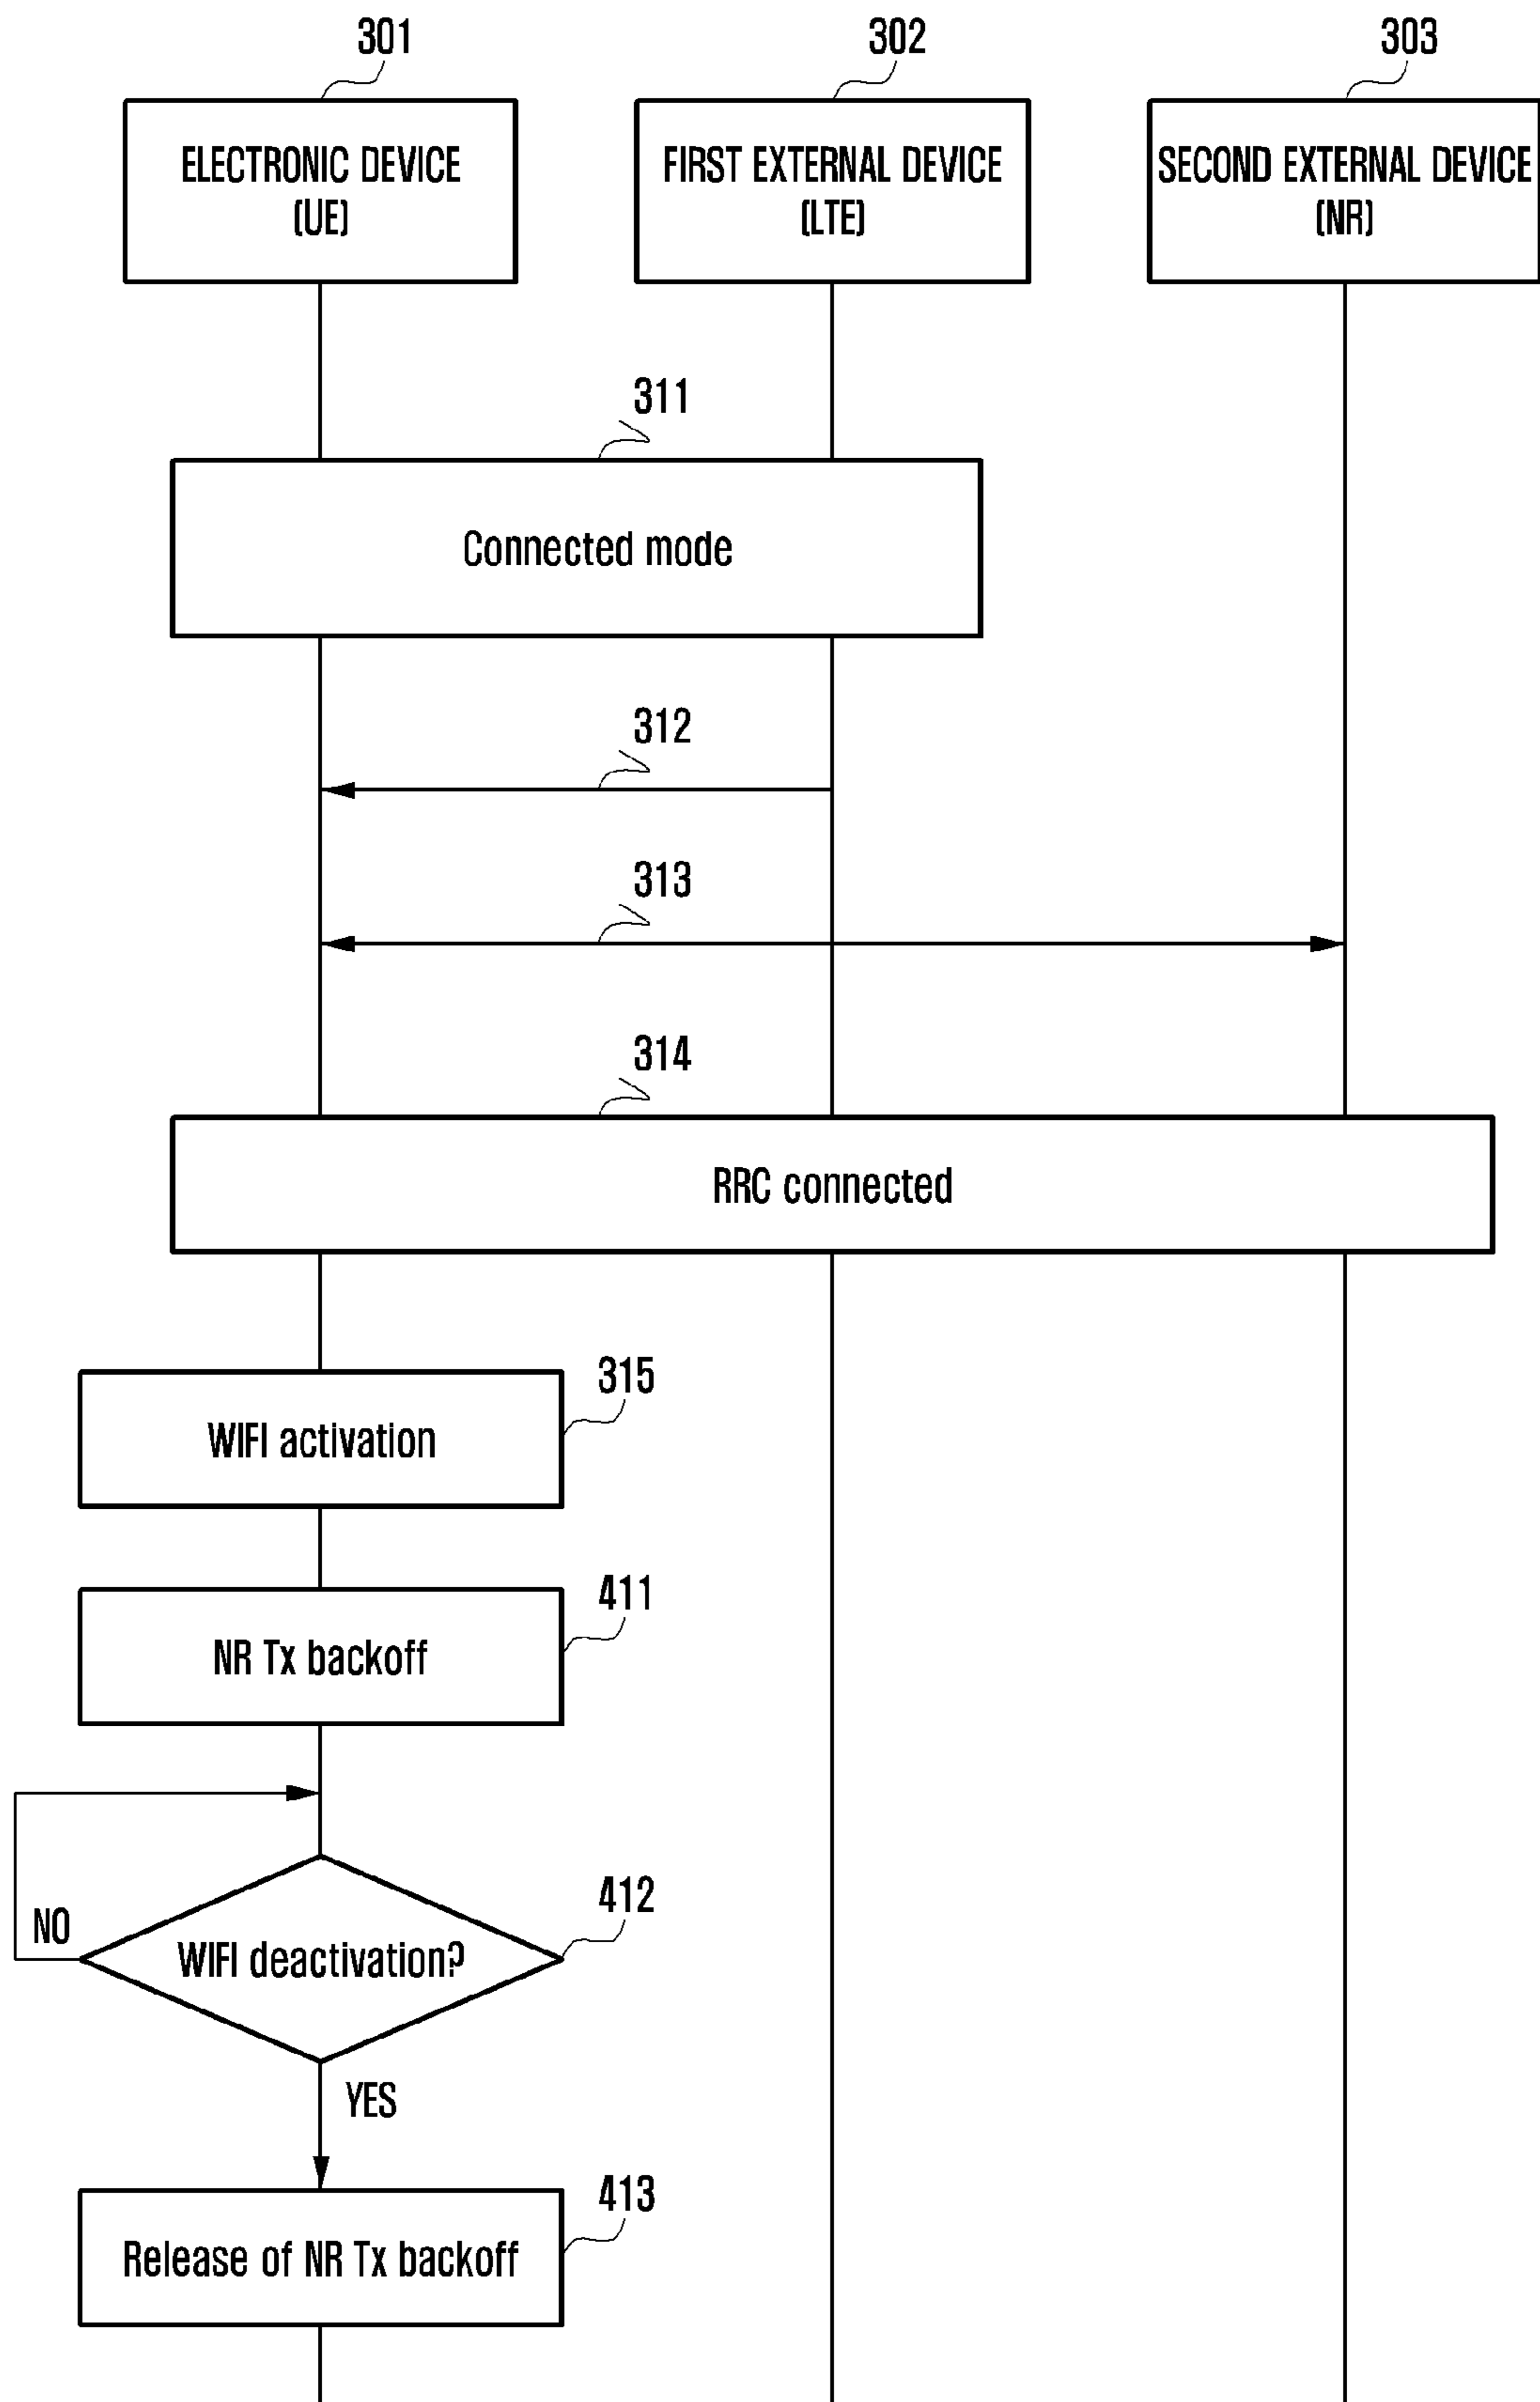 301
302
303
ELECTRONIC DEVICE
(UE)
FIRST EXTERNAL DEVICE
(LTE)
SECOND EXTERNAL DEVICE
(NR)
311
Connected mode
312
313
314
RRC connected
315
WIFI activation
411
NR Tx backoff
412
NO
WIFI deactivation?
YES
413
Release of NR Tx backoff